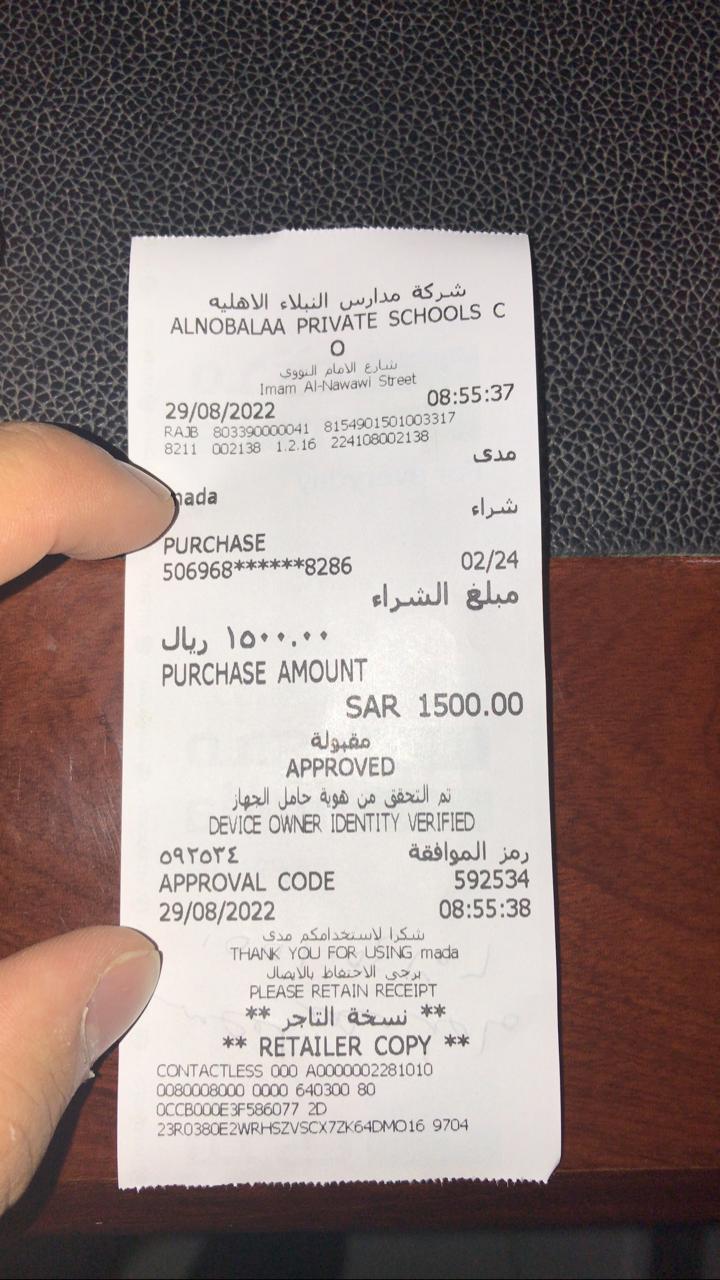 شركة مدارس النبلاء الاهليه
ALNOBALAA PRIVATE SCHOOLS C
O
شارع الامام النووي
Imam Al-Nawawi Street
29/08/2022 08:55:37
RAJB 803390000041 8154901501003317
8211 002138 1.2.16 224108002138
مدى
mada
شراء
PURCHASE
506968******8286 02/24
مبلغ الشراء
١٥٠٠.٠٠ ريال
PURCHASE AMOUNT
SAR 1500.00
مقبولة
APPROVED
تم التحقق من هوية حامل الجهاز
DEVICE OWNER IDENTITY VERIFIED
رمز الموافقة ٥٩٢٥٣٤
APPROVAL CODE 592534
29/08/2022 08:55:38
شكرا لاستخدامكم مدى
THANK YOU FOR USING mada
يرجى الاحتفاظ بالايصال
PLEASE RETAIN RECEIPT
** نسخة التاجر **
** RETAILER COPY **
CONTACTLESS 000 A0000002281010
0080008000 0000 640300 80
0CCB000E3F586077 2D
23R0380E2WRHSZVSCX7ZK64DMO16 9704